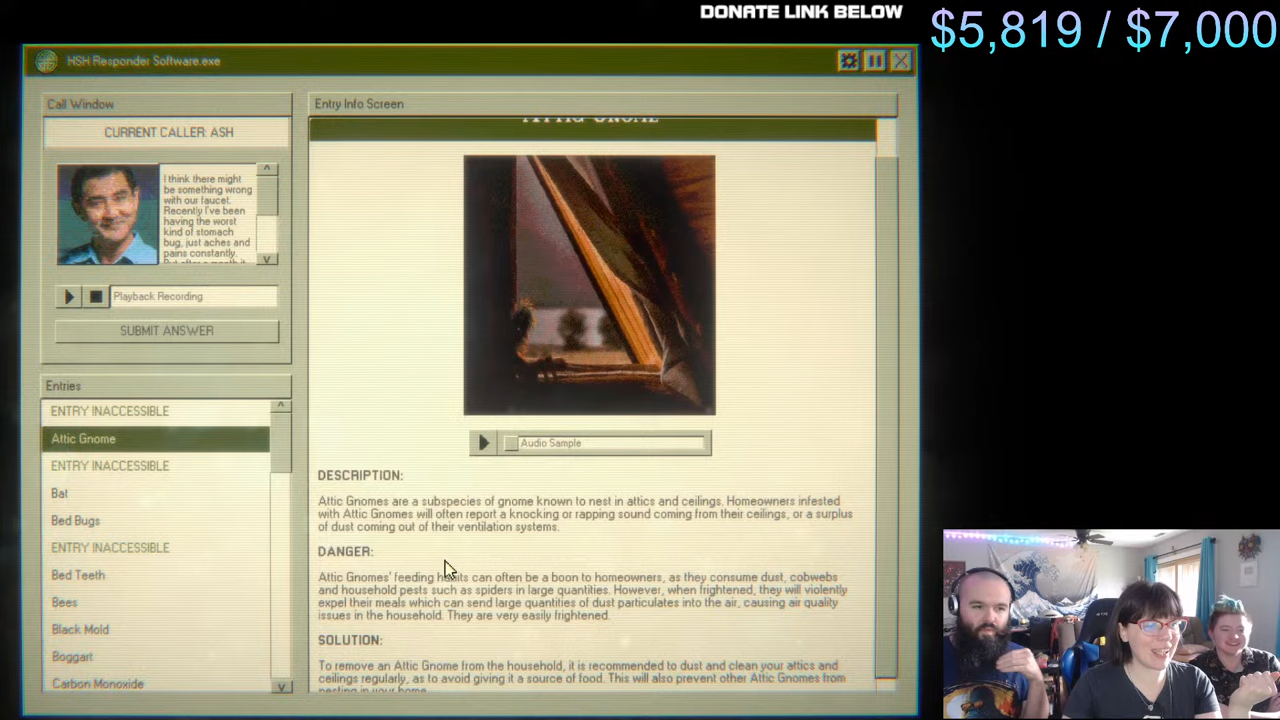 DONATE LINK BELOW
$5,819 / $7,000
HSH Responder Software.exe
Call Window
CURRENT CALLER: ASH
I think there might
be something wrong
with our faucet.
Recently I've been
having the worst
kind of stomach
bug, just aches and
pains constantly.
But after a month it
Playback Recording
SUBMIT ANSWER
Entries
ENTRY INACCESSIBLE
Attic Gnome
ENTRY INACCESSIBLE
Bat
Bed Bugs
ENTRY INACCESSIBLE
Bed Teeth
Bees
Black Mold
Boggart
Carbon Monoxide
Entry Info Screen
ATTIC GNOME
Audio Sample
DESCRIPTION:
Attic Gnomes are a subspecies of gnome known to nest in attics and ceilings. Homeowners infested
with Attic Gnomes will often report a knocking or rapping sound coming from their ceilings, or a surplus
of dust coming out of their ventilation systems.
DANGER:
Attic Gnomes' feeding habits can often be a boon to homeowners, as they consume dust, cobwebs
and household pests such as spiders in large quantities. However, when frightened, they will violently
expel their meals which can send large quantities of dust particulates into the air, causing air quality
issues in the household. They are very easily frightened.
SOLUTION:
To remove an Attic Gnome from the household, it is recommended to dust and clean your attics and
ceilings regularly, as to avoid giving it a source of food. This will also prevent other Attic Gnomes from
nesting in your home.